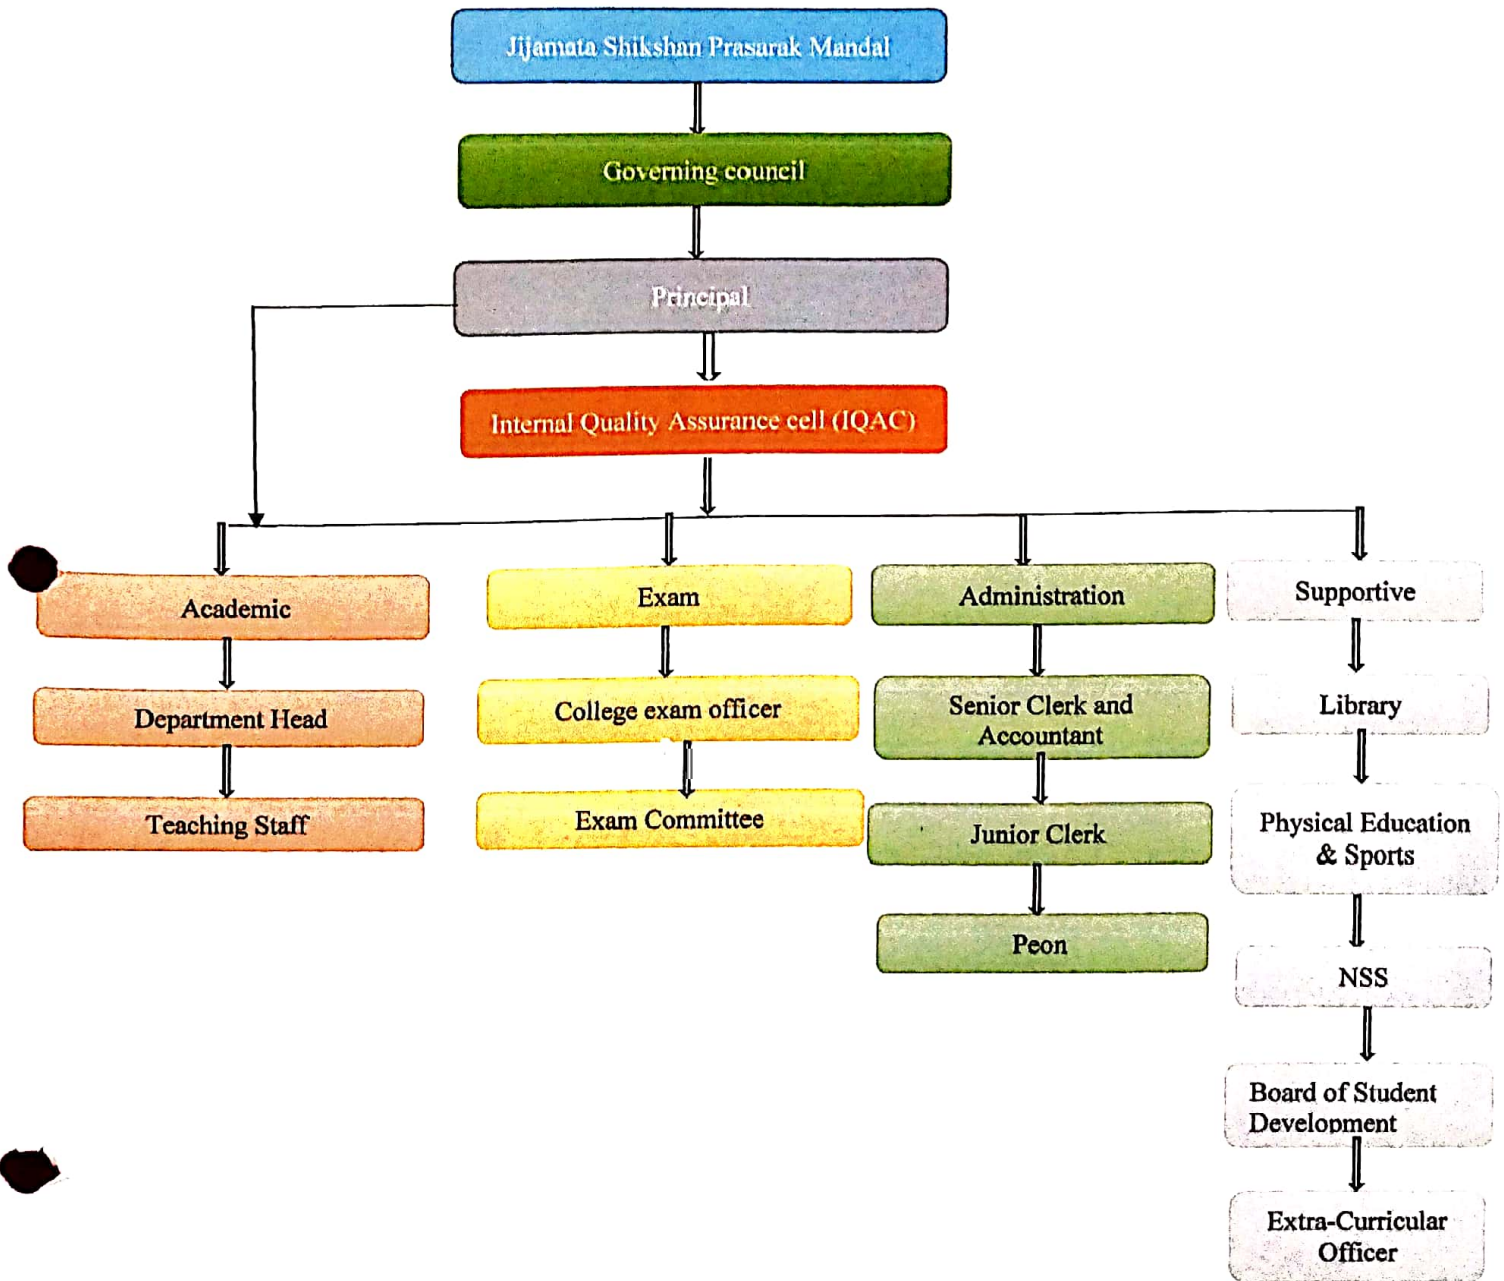 Jijamata Shikshan Prasarak Mandal
Governing council
Principal
Internal Quality Assurance cell (IQAC)
Academic
Department Head
Teaching Staff
Exam
College exam officer
Exam Committee
Administration
Senior Clerk and
Accountant
Junior Clerk
Peon
Supportive
Library
Physical Education
& Sports
NSS
Board of Student
Development
Extra-Curricular
Officer